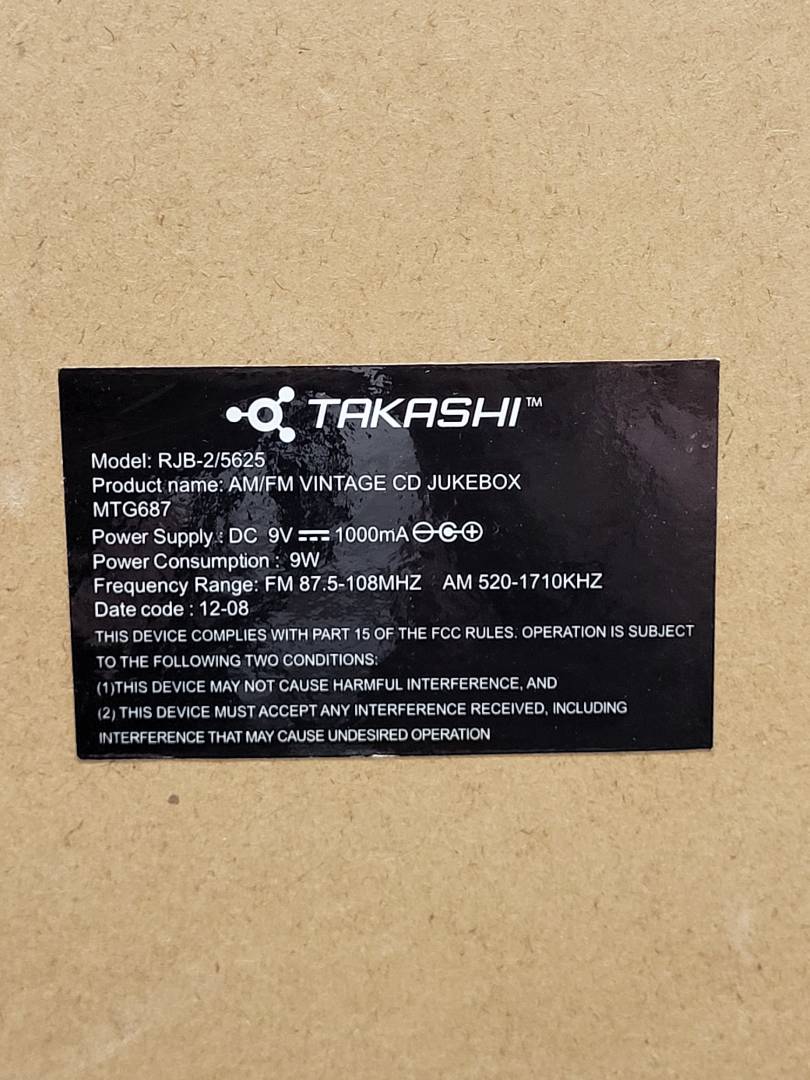 TAKASHI™
Model: RJB-2/5625
Product name: AM/FM VINTAGE CD JUKEBOX
MTG687
Power Supply : DC 9V ⎓ 1000mA
Power Consumption : 9W
Frequency Range: FM 87.5-108MHZ AM 520-1710KHZ
Date code : 12-08
THIS DEVICE COMPLIES WITH PART 15 OF THE FCC RULES. OPERATION IS SUBJECT
TO THE FOLLOWING TWO CONDITIONS:
(1)THIS DEVICE MAY NOT CAUSE HARMFUL INTERFERENCE, AND
(2) THIS DEVICE MUST ACCEPT ANY INTERFERENCE RECEIVED, INCLUDING
INTERFERENCE THAT MAY CAUSE UNDESIRED OPERATION